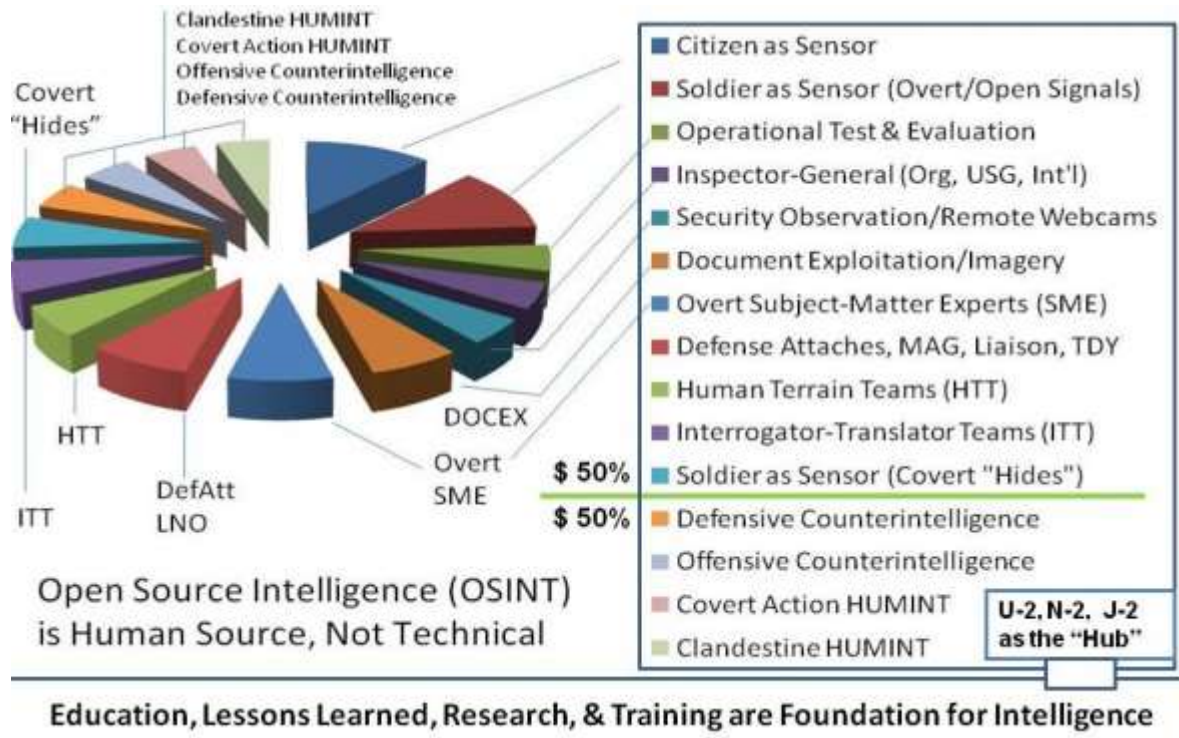 Clandestine HUMINT
Covert Action HUMINT
Offensive Counterintelligence
Defensive Counterintelligence
Covert
"Hides"
HTT
ITT
DefAtt
LNO
Overt
SME
DOCEX
Citizen as Sensor
Soldier as Sensor (Overt/Open Signals)
Operational Test & Evaluation
Inspector-General (Org, USG, Int'l)
Security Observation/Remote Webcams
Document Exploitation/Imagery
Overt Subject-Matter Experts (SME)
Defense Attaches, MAG, Liaison, TDY
Human Terrain Teams (HTT)
Interrogator-Translator Teams (ITT)
$ 50% Soldier as Sensor (Covert "Hides")
$ 50% Defensive Counterintelligence
Offensive Counterintelligence
Covert Action HUMINT
Clandestine HUMINT
U-2, N-2, J-2
as the "Hub"
Open Source Intelligence (OSINT)
is Human Source, Not Technical
Education, Lessons Learned, Research, & Training are Foundation for Intelligence